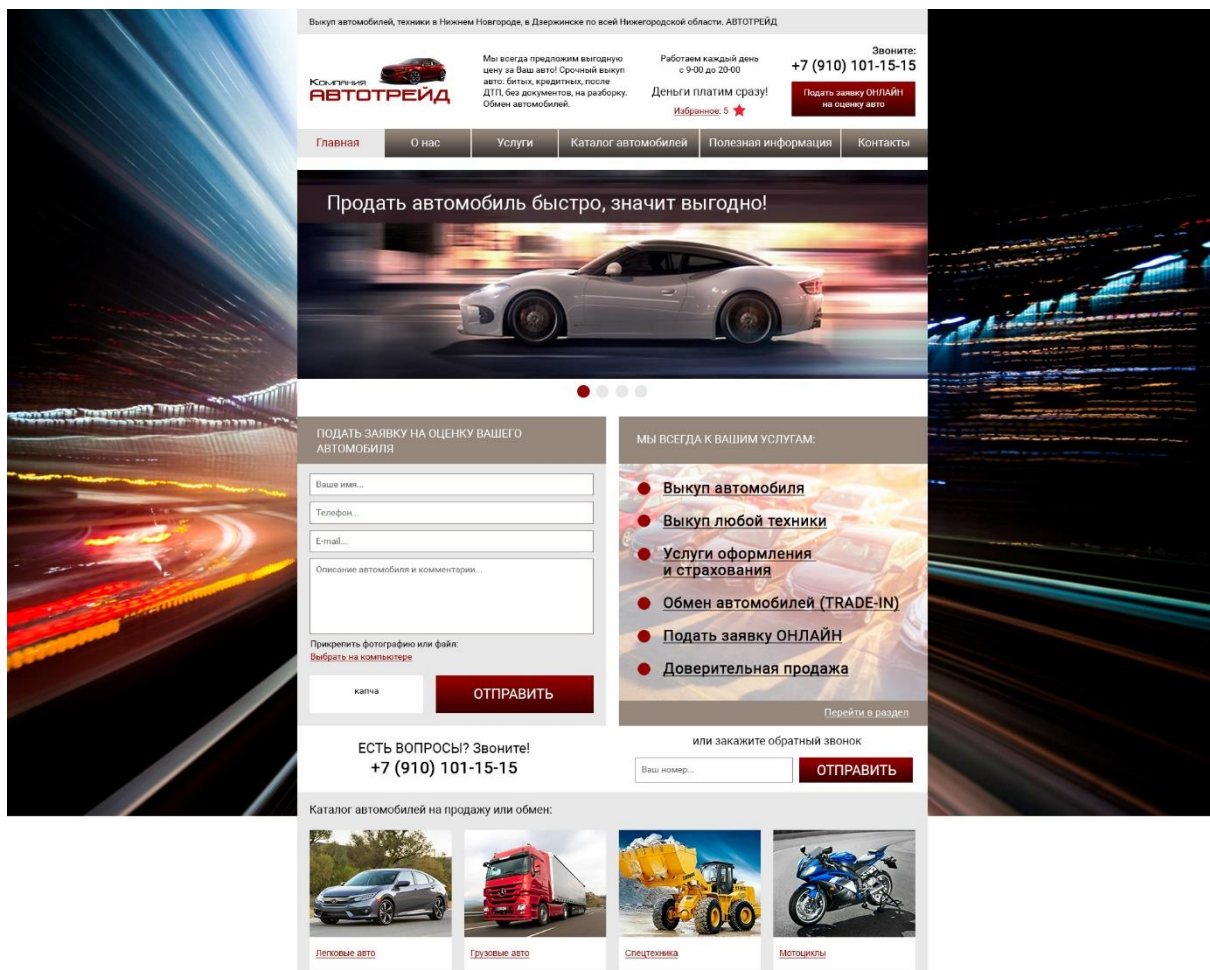 Выкуп автомобилей, техники в Нижнем Новгороде, в Дзержинске по всей Нижегородской области. АВТОТРЕЙД
Компания
АВТОТРЕЙД
Мы всегда предложим выгодную
цену за Ваш авто! Срочный выкуп
авто: битых, кредитных, после
ДТП, без документов, на разборку.
Обмен автомобилей.
Работаем каждый день
с 9-00 до 20-00
Деньги платим сразу!
Избранное: 5
Звоните:
+7 (910) 101-15-15
Подать заявку ОНЛАЙН
на оценку авто
Главная
О нас
Услуги
Каталог автомобилей
Полезная информация
Контакты
Продать автомобиль быстро, значит выгодно!
ПОДАТЬ ЗАЯВКУ НА ОЦЕНКУ ВАШЕГО
АВТОМОБИЛЯ
Ваше имя...
Телефон...
E-mail...
Описание автомобиля и комментарии...
Прикрепить фотографию или файл:
Выбрать на компьютере
капча
ОТПРАВИТЬ
МЫ ВСЕГДА К ВАШИМ УСЛУГАМ:
Выкуп автомобиля
Выкуп любой техники
Услуги оформления
и страхования
Обмен автомобилей (TRADE-IN)
Подать заявку ОНЛАЙН
Доверительная продажа
Перейти в раздел
ЕСТЬ ВОПРОСЫ? Звоните!
+7 (910) 101-15-15
или закажите обратный звонок
Ваш номер...
ОТПРАВИТЬ
Каталог автомобилей на продажу или обмен:
Легковые авто
Грузовые авто
Спецтехника
Мотоциклы